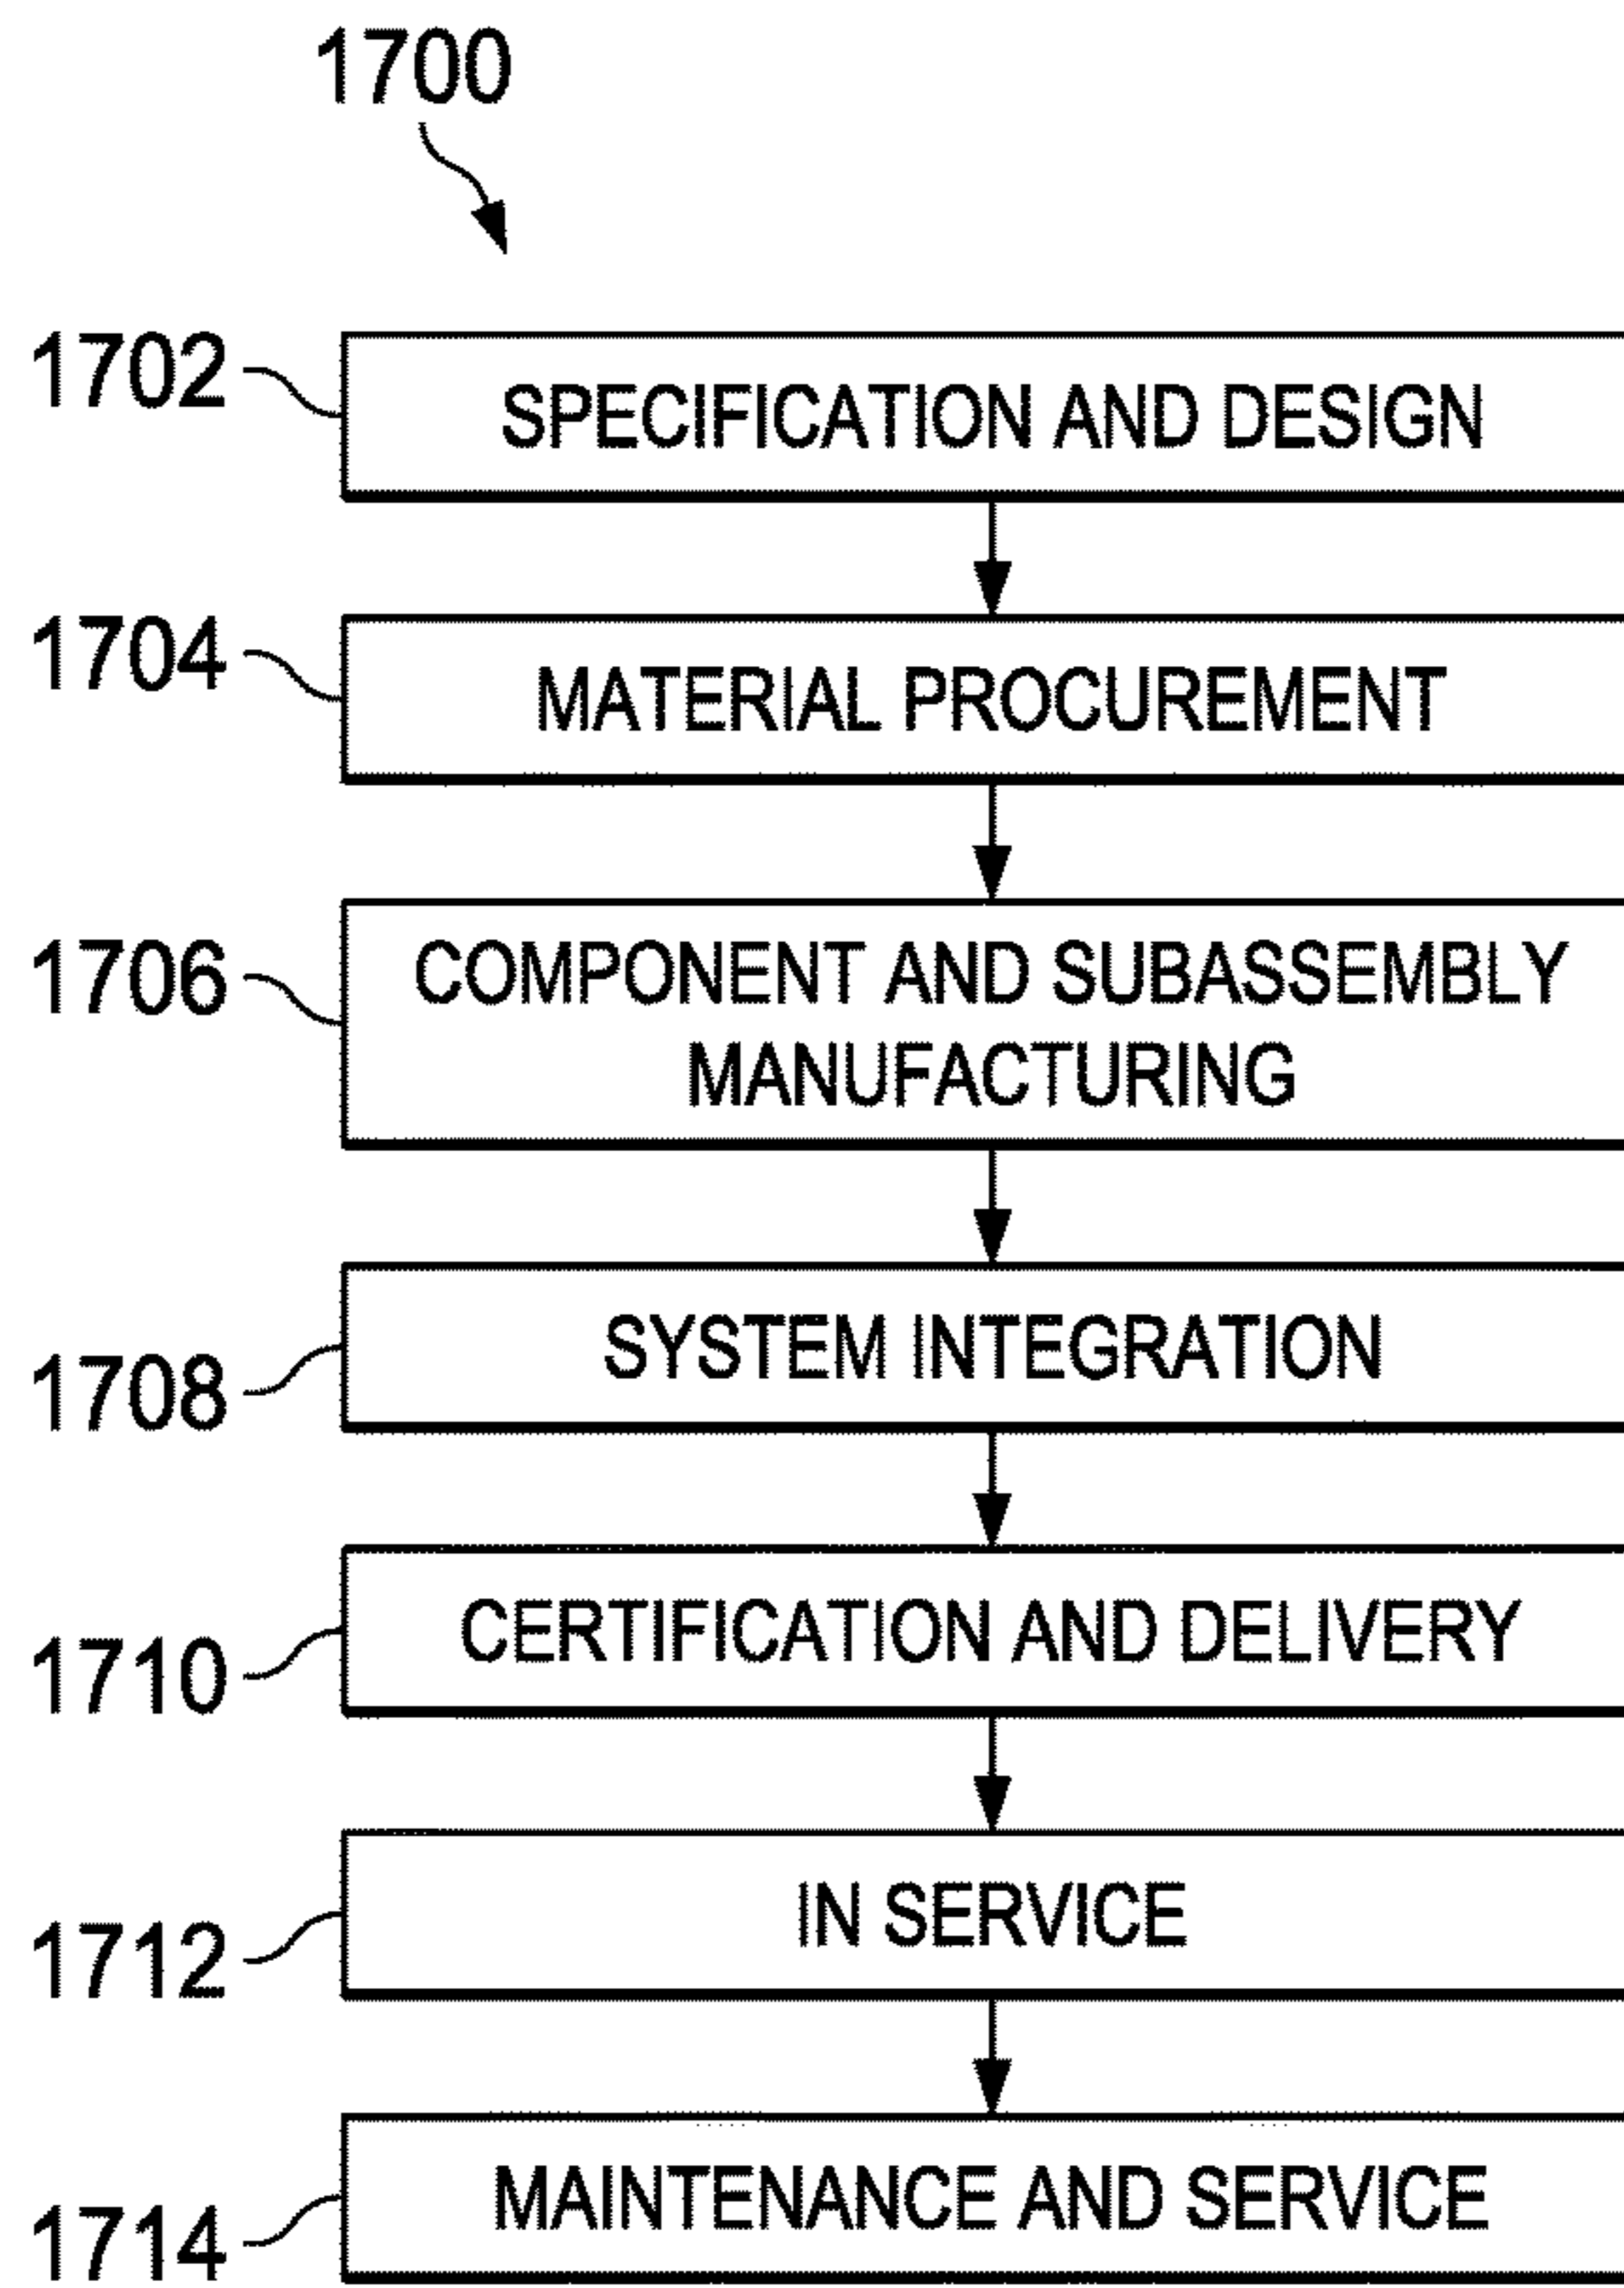 1700
1702
SPECIFICATION AND DESIGN
1704
MATERIAL PROCUREMENT
1706
COMPONENT AND SUBASSEMBLY
MANUFACTURING
1708
SYSTEM INTEGRATION
1710
CERTIFICATION AND DELIVERY
1712
IN SERVICE
1714
MAINTENANCE AND SERVICE